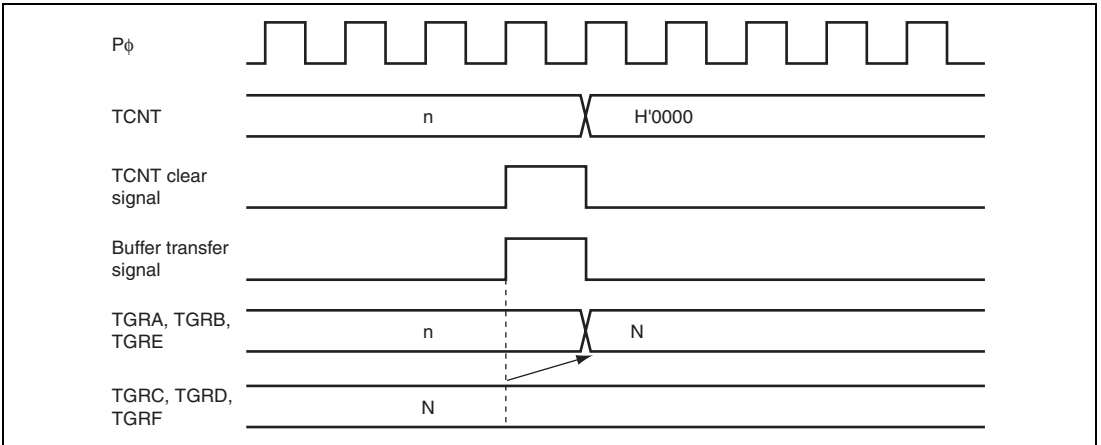 Pϕ
TCNT
n
H'0000
TCNT clear
signal
Buffer transfer
signal
TGRA, TGRB,
TGRE
n
N
TGRC, TGRD,
TGRF
N